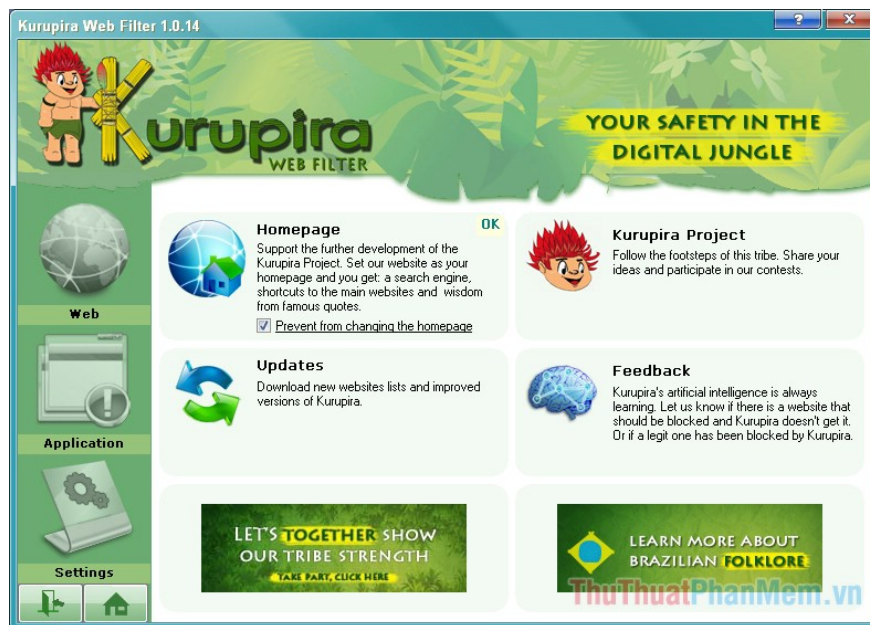 Kurupira Web Filter 1.0.14
?
X
Kurupira
WEB FILTER
YOUR SAFETY IN THE
DIGITAL JUNGLE
Web
Application
Settings
Homepage
OK
Support the further development of the
Kurupira Project. Set our website as your
homepage and you get: a search engine,
shortcuts to the main websites and wisdom
from famous quotes.
Prevent from changing the homepage
Kurupira Project
Follow the footsteps of this tribe. Share your
ideas and participate in our contests.
Updates
Download new websites lists and improved
versions of Kurupira.
Feedback
Kurupira's artificial intelligence is always
learning. Let us know if there is a website that
should be blocked and Kurupira doesn't get it.
Or if a legit one has been blocked by Kurupira.
LET'S TOGETHER SHOW
OUR TRIBE STRENGTH
TAKE PART, CLICK HERE
LEARN MORE ABOUT
BRAZILIAN FOLKLORE
ThuThuatPhanMem.vn